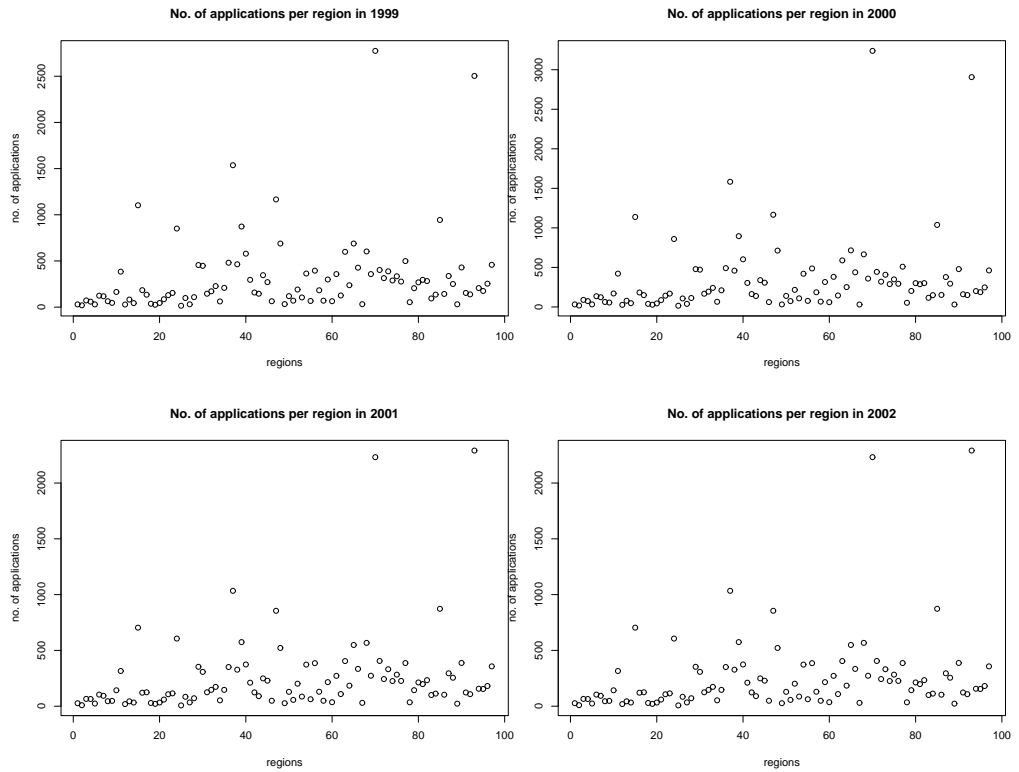 No. of applications per region in 1999
no. of applications
2500
2000
1500
1000
500
0
0 20 40 60 80 100
regions
No. of applications per region in 2000
no. of applications
3000
2500
2000
1500
1000
500
0
0 20 40 60 80 100
regions
No. of applications per region in 2001
no. of applications
2000
1500
1000
500
0
0 20 40 60 80 100
regions
No. of applications per region in 2002
no. of applications
2000
1500
1000
500
0
0 20 40 60 80 100
regions